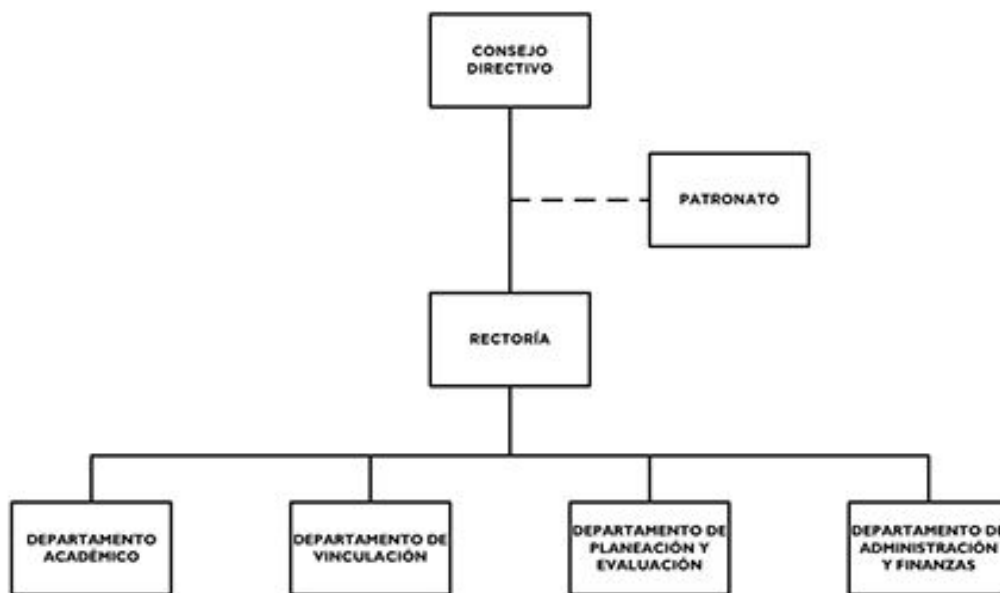 CONSEJO
DIRECTIVO
PATRONATO
RECTORÍA
DEPARTAMENTO
ACADÉMICO
DEPARTAMENTO DE
VINCULACIÓN
DEPARTAMENTO DE
PLANEACIÓN Y
EVALUACIÓN
DEPARTAMENTO DE
ADMINISTRACIÓN
Y FINANZAS